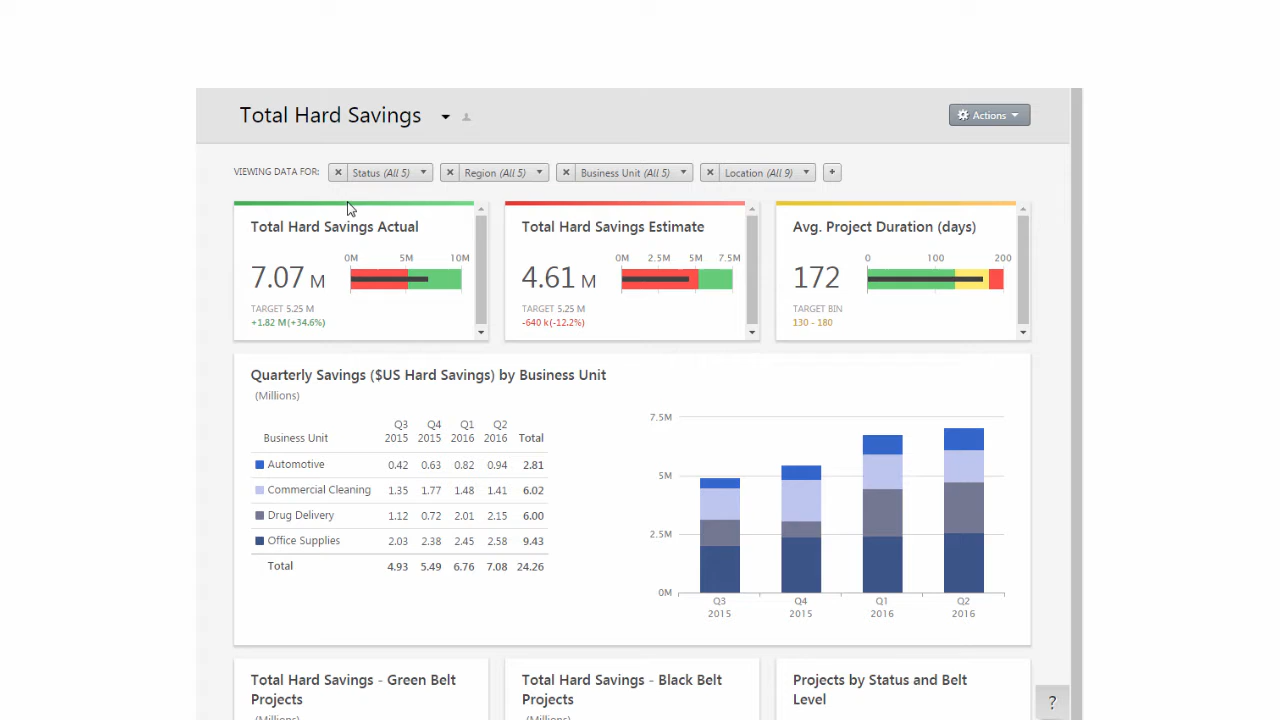 Total Hard Savings
Actions
VIEWING DATA FOR:
Status (All 5)
Region (All 5)
Business Unit (All 5)
Location (All 9)
+
Total Hard Savings Actual
0M 5M 10M
7.07 M
TARGET 5.25 M
+1.82 M(+34.6%)
Total Hard Savings Estimate
0M 2.5M 5M 7.5M
4.61 M
TARGET 5.25 M
-640 k(-12.2%)
Avg. Project Duration (days)
0 100 200
172
TARGET BIN
130 - 180
Quarterly Savings ($US Hard Savings) by Business Unit
(Millions)
Q3 Q4 Q1 Q2
Business Unit 2015 2015 2016 2016 Total
Automotive 0.42 0.63 0.82 0.94 2.81
Commercial Cleaning 1.35 1.77 1.48 1.41 6.02
Drug Delivery 1.12 0.72 2.01 2.15 6.00
Office Supplies 2.03 2.38 2.45 2.58 9.43
Total 4.93 5.49 6.76 7.08 24.26
7.5M
5M
2.5M
0M
Q3 Q4 Q1 Q2
2015 2015 2016 2016
Total Hard Savings - Green Belt
Projects
(Millions)
Total Hard Savings - Black Belt
Projects
(Millions)
Projects by Status and Belt
Level
?